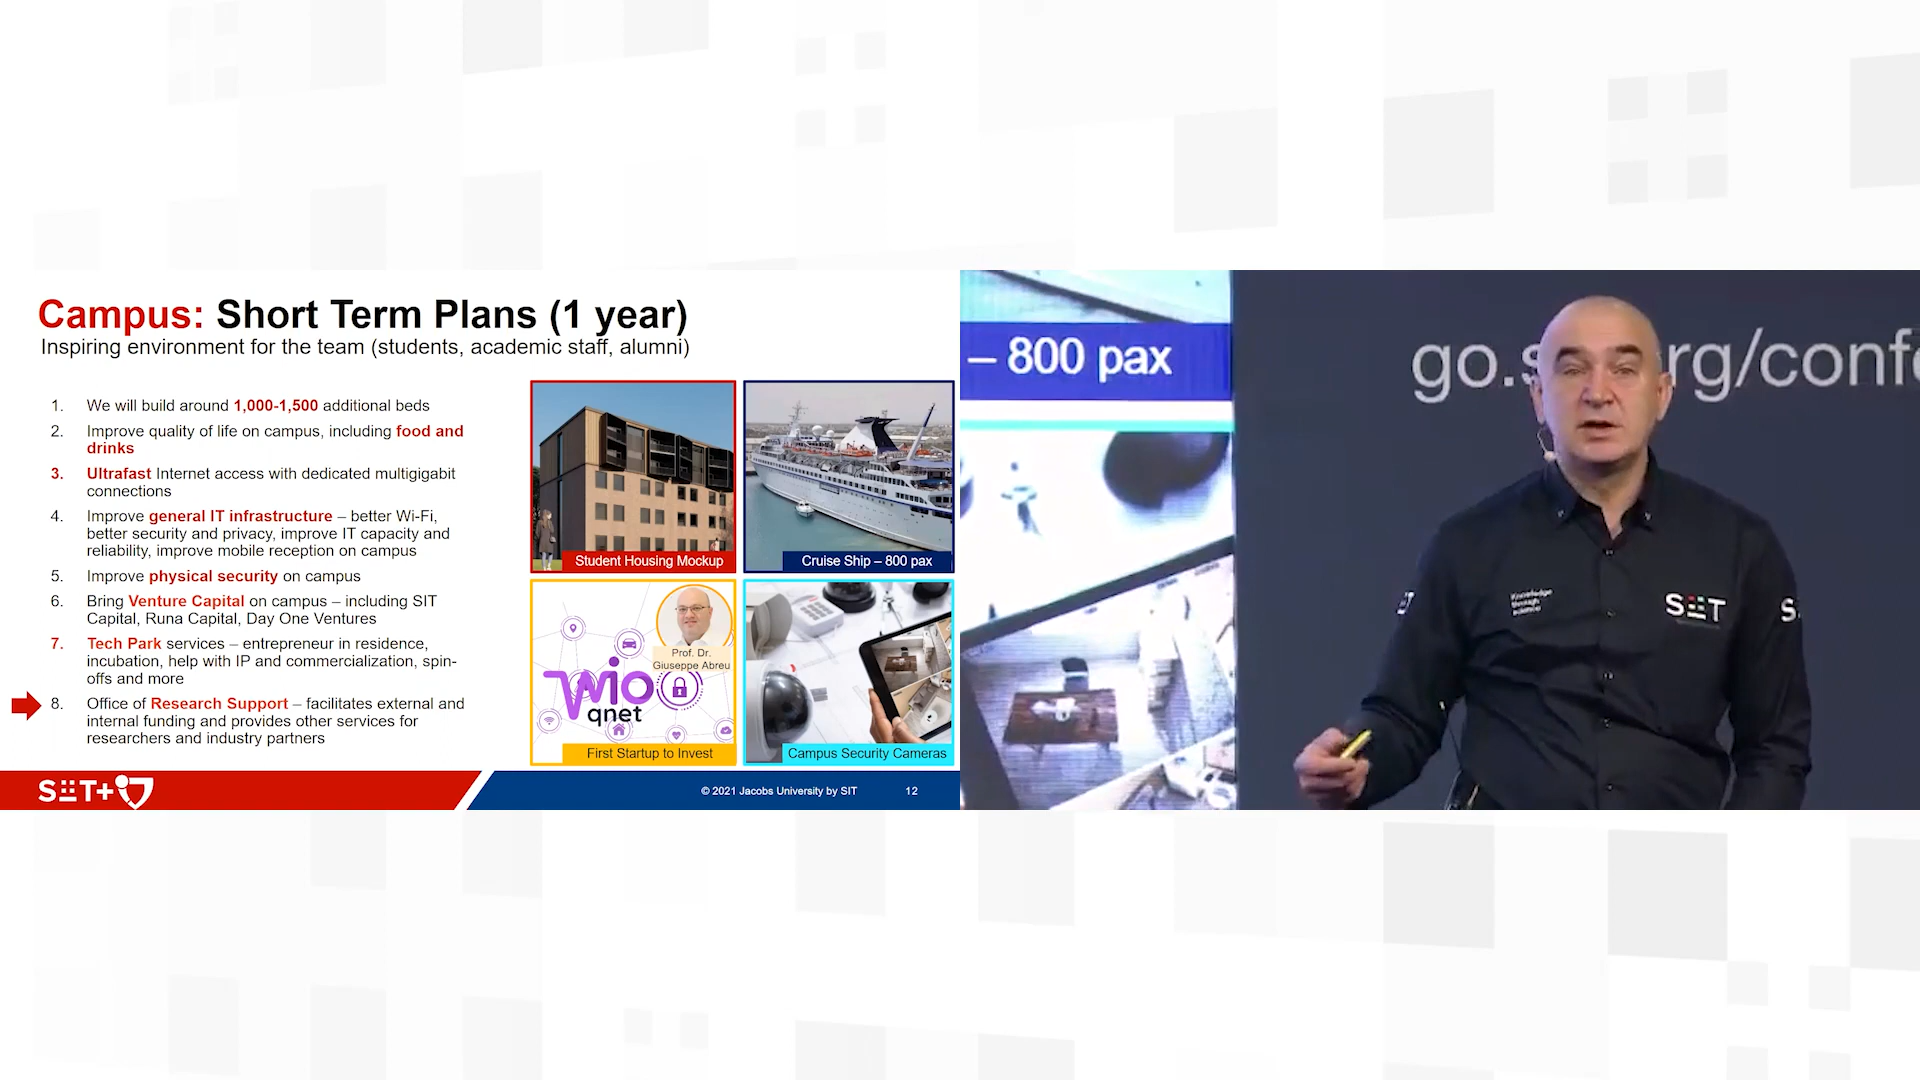 Campus: Short Term Plans (1 year)
Inspiring environment for the team (students, academic staff, alumni)
1. We will build around 1,000-1,500 additional beds
2. Improve quality of life on campus, including food and
drinks
3. Ultrafast Internet access with dedicated multigigabit
connections
4. Improve general IT infrastructure – better Wi-Fi,
better security and privacy, improve IT capacity and
reliability, improve mobile reception on campus
5. Improve physical security on campus
6. Bring Venture Capital on campus – including SIT
Capital, Runa Capital, Day One Ventures
7. Tech Park services – entrepreneur in residence,
incubation, help with IP and commercialization, spin-
offs and more
8. Office of Research Support – facilitates external and
internal funding and provides other services for
researchers and industry partners
Student Housing Mockup
Cruise Ship – 800 pax
Prof. Dr.
Giuseppe Abreu
wio
qnet
First Startup to Invest
Campus Security Cameras
SIT+
© 2021 Jacobs University by SIT
12
– 800 pax
go.s rg/confe
Knowledge
through
science
SIT
S